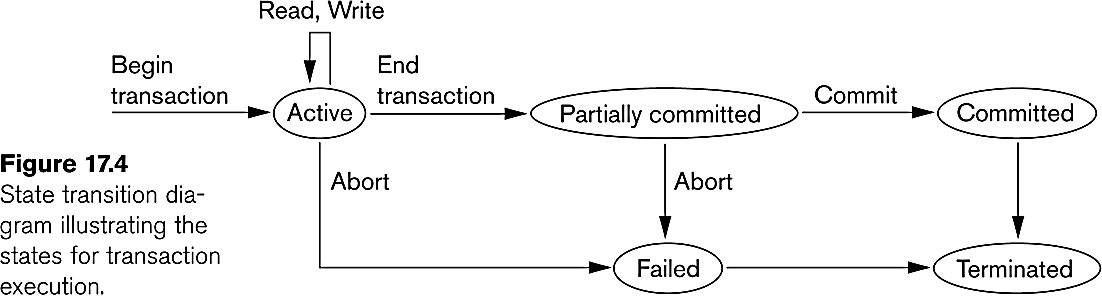 Read, Write
Begin
transaction
End
transaction
Active
Partially committed
Commit
Committed
Figure 17.4
State transition dia-
gram illustrating the
states for transaction
execution.
Abort
Abort
Failed
Terminated